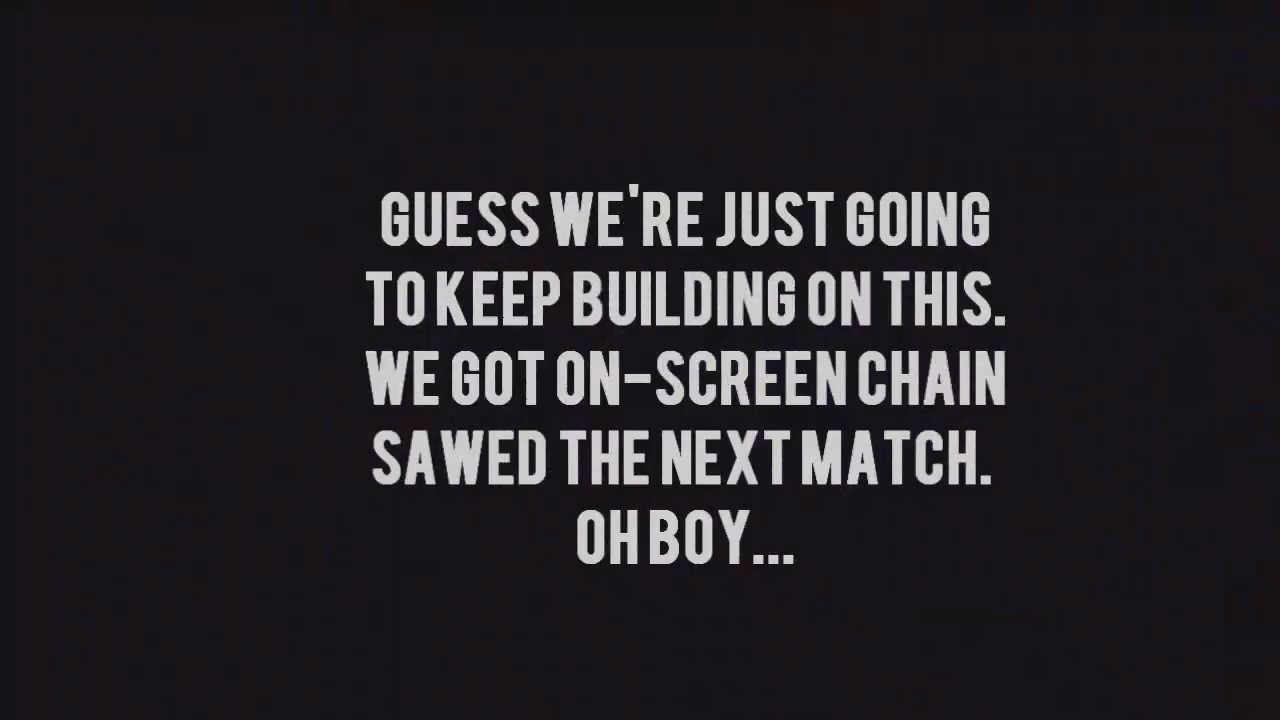 GUESS WE'RE JUST GOING
TO KEEP BUILDING ON THIS.
WE GOT ON-SCREEN CHAIN
SAWED THE NEXT MATCH.
OH BOY...